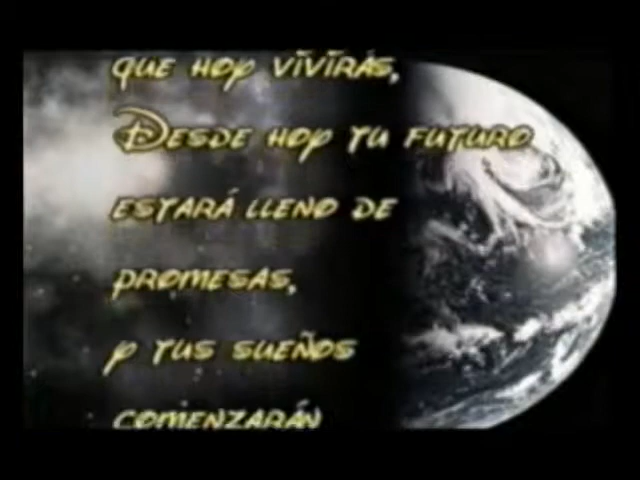 QUE HOY VIVIRÁS,
DESDE HOY TU FUTURO
ESTARÁ LLENO DE
PROMESAS,
Y TUS SUEÑOS
COMENZARÁN